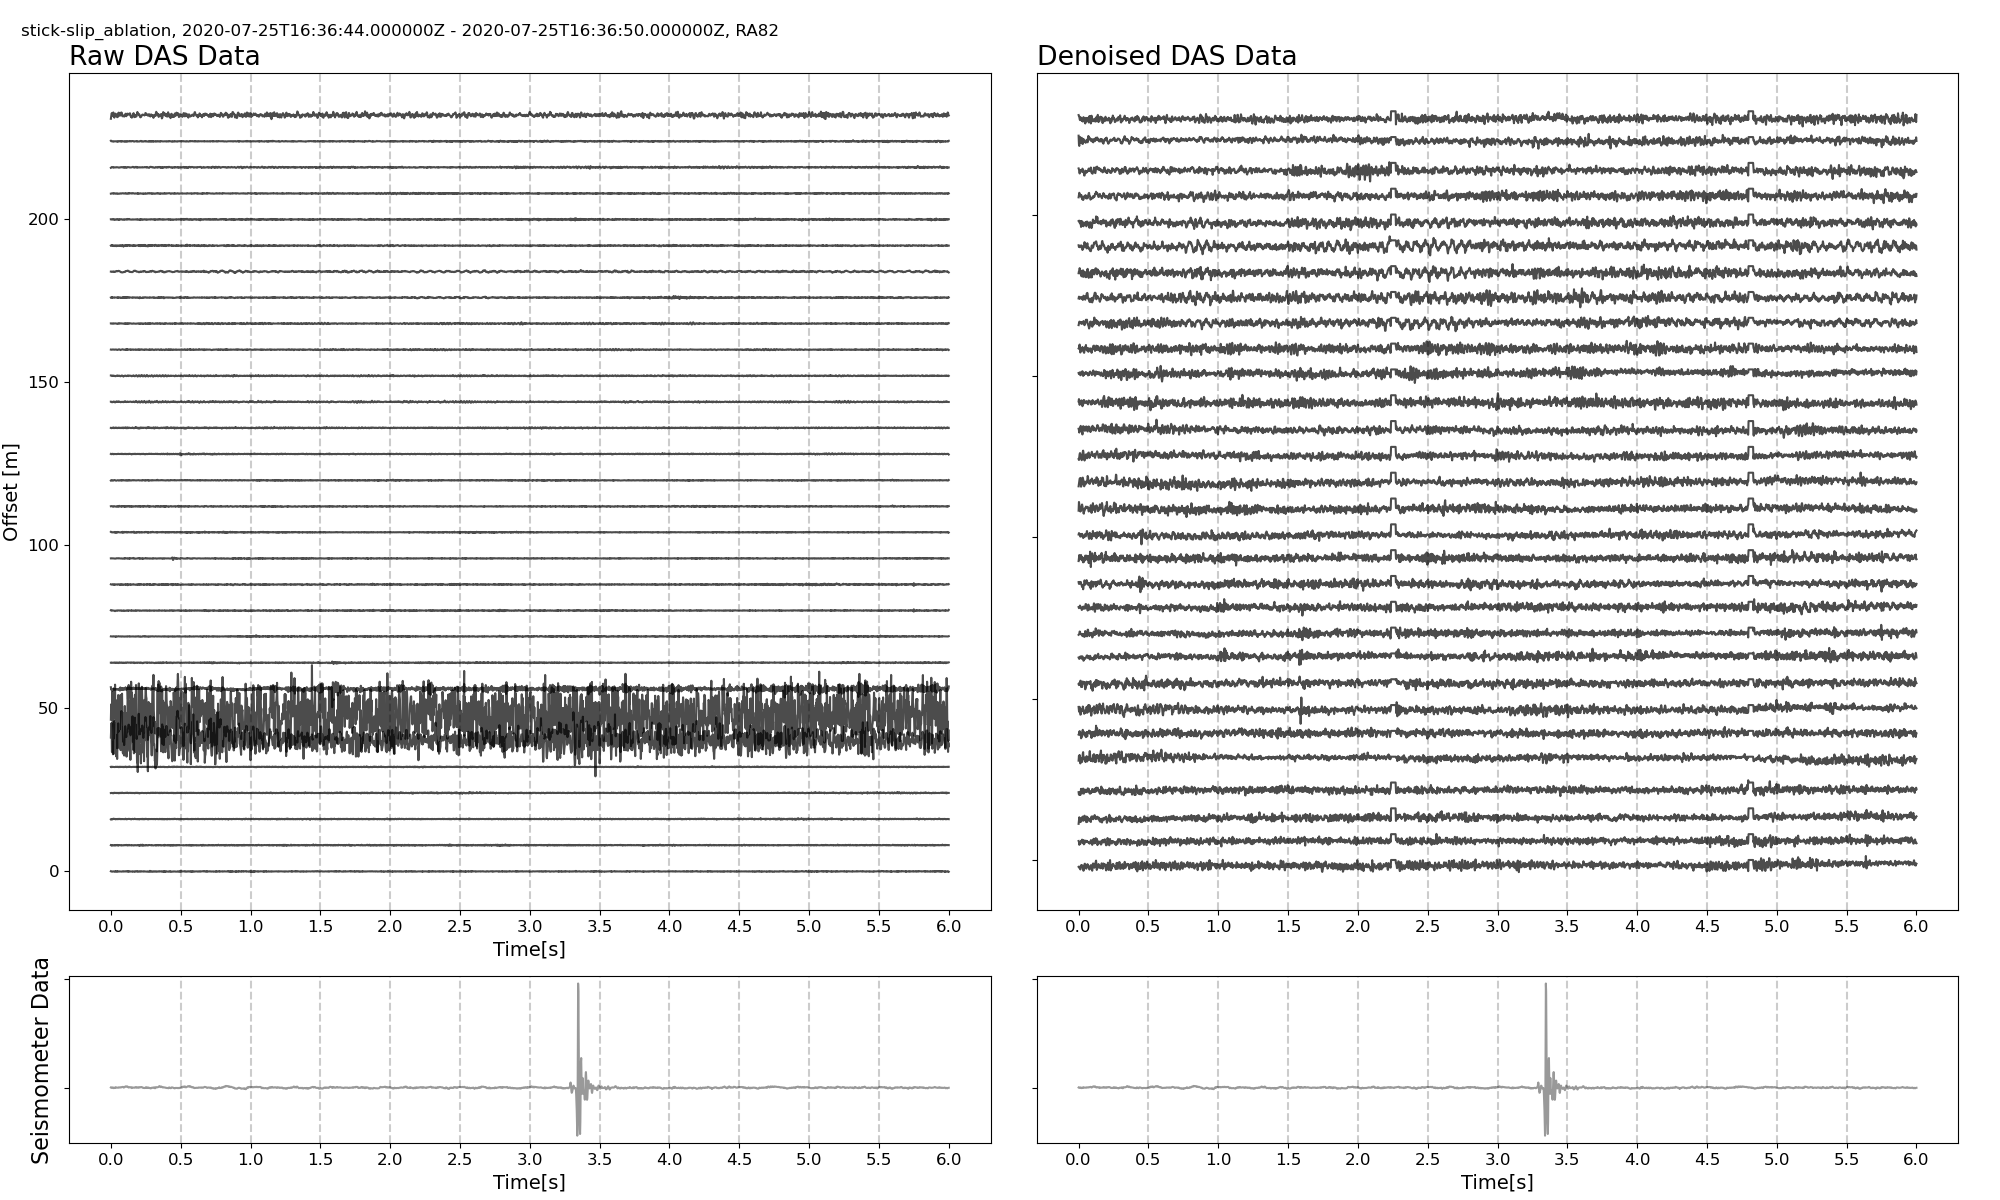 stick-slip_ablation, 2020-07-25T16:36:44.000000Z - 2020-07-25T16:36:50.000000Z, RA82
Raw DAS Data
Denoised DAS Data
Offset [m]
200
150
100
50
0
0.0 0.5 1.0 1.5 2.0 2.5 3.0 3.5 4.0 4.5 5.0 5.5 6.0
Time[s]
0.0 0.5 1.0 1.5 2.0 2.5 3.0 3.5 4.0 4.5 5.0 5.5 6.0
Seismometer Data
0.0 0.5 1.0 1.5 2.0 2.5 3.0 3.5 4.0 4.5 5.0 5.5 6.0
Time[s]
0.0 0.5 1.0 1.5 2.0 2.5 3.0 3.5 4.0 4.5 5.0 5.5 6.0
Time[s]